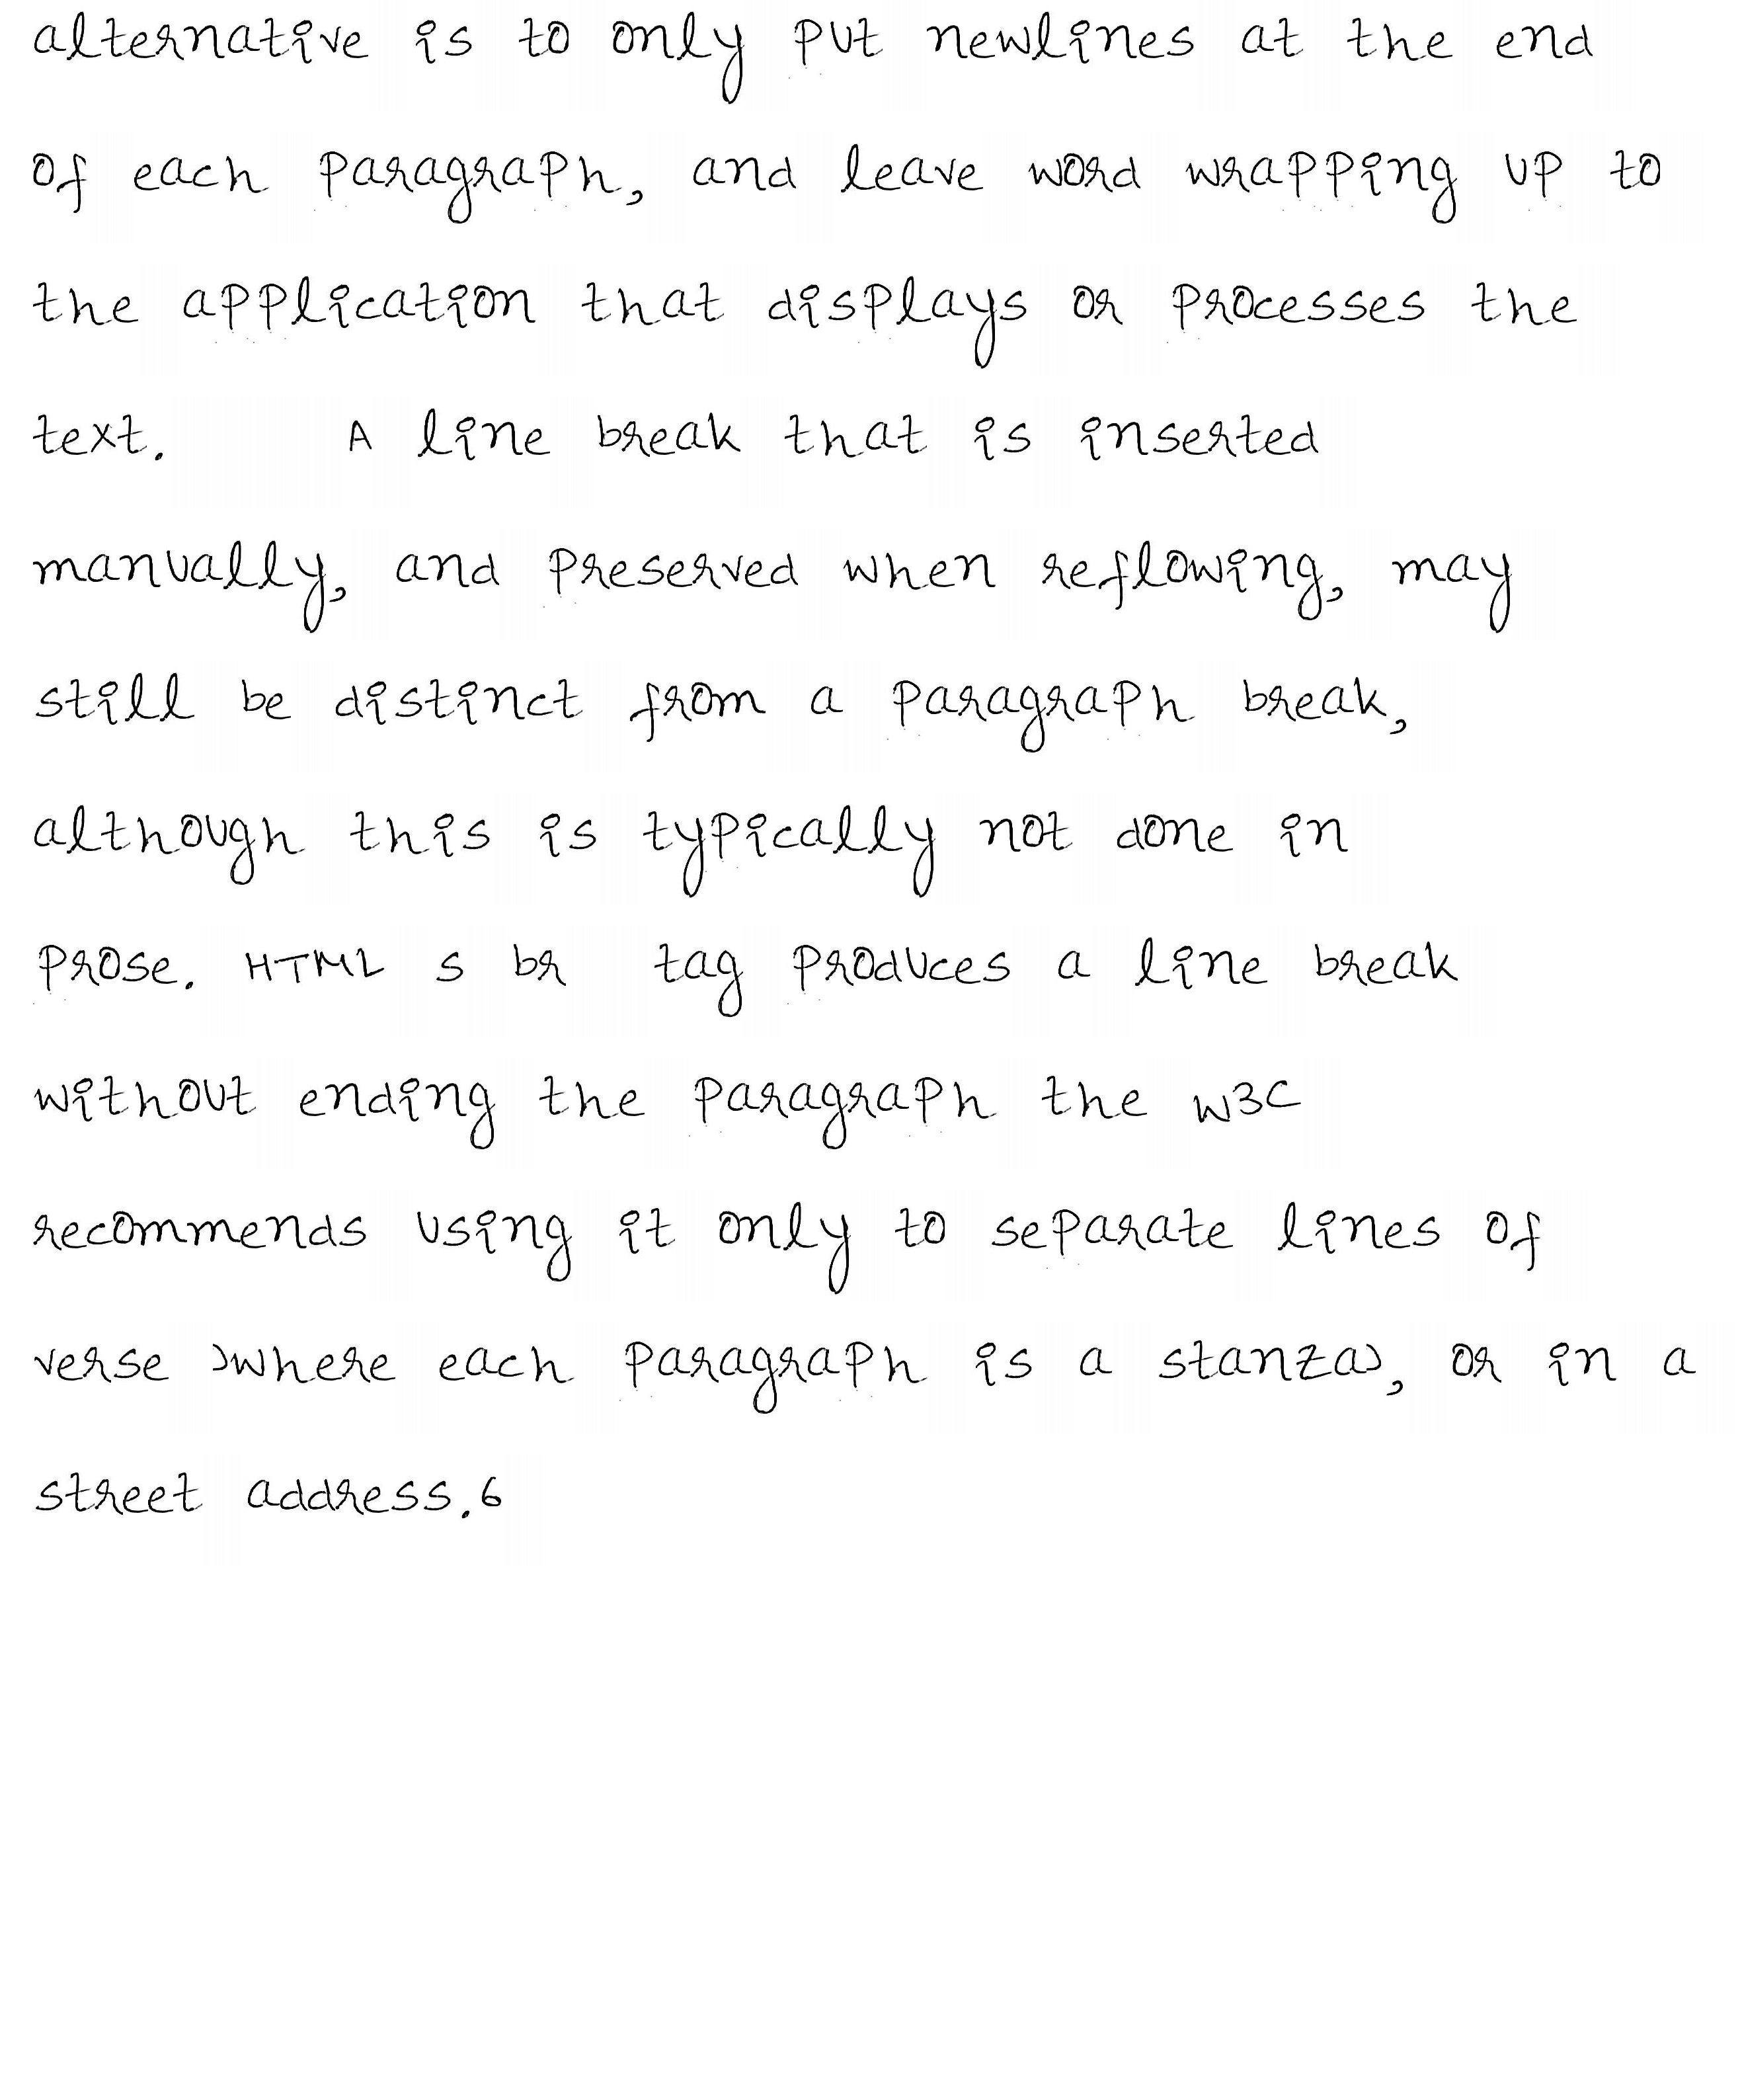 alternative is to only put newlines at the end
of each paragraph, and leave word wrapping up to
the application that displays or processes the
text. A line break that is inserted
manually, and preserved when reflowing, may
still be distinct from a paragraph break,
although this is typically not done in
prose. HTML s br tag produces a line break
without ending the paragraph the W3C
recommends using it only to separate lines of
verse )where each paragraph is a stanza), or in a
street address.6